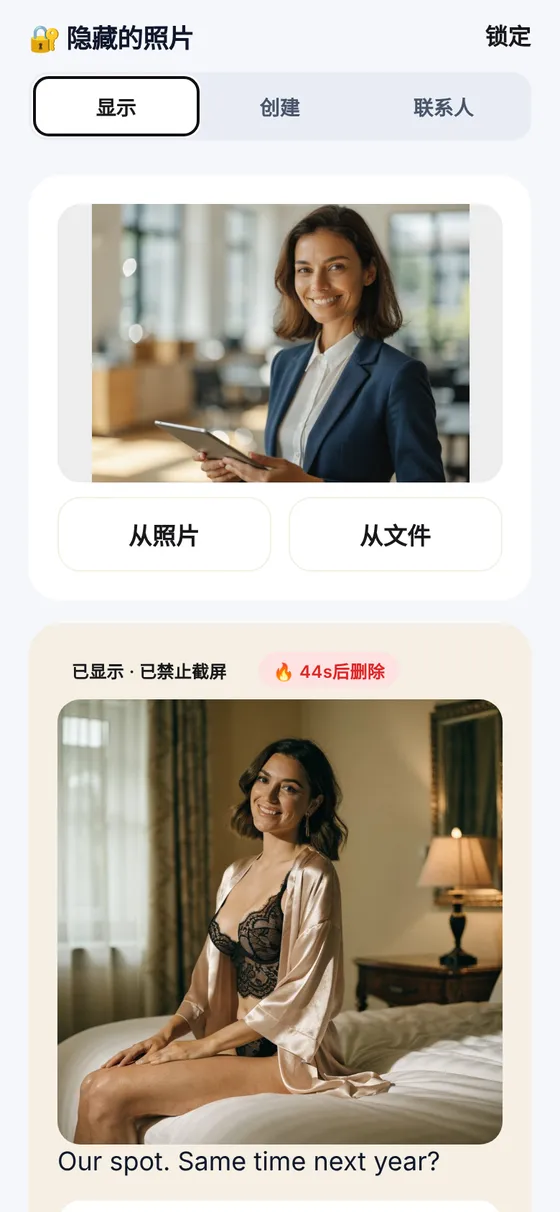 🔐 隐藏的照片
锁定
显示
创建
联系人
从照片
从文件
已显示 · 已禁止截屏
🔥 44s后删除
Our spot. Same time next year?